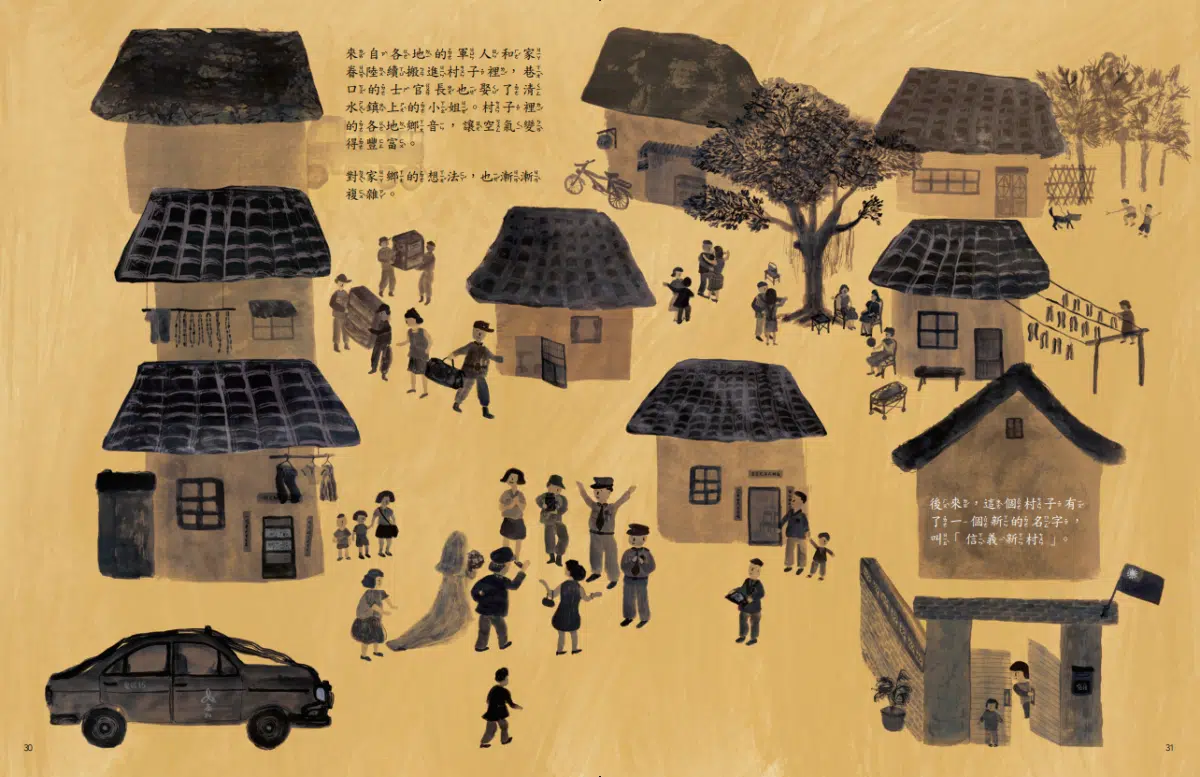 來自各地的軍人和家
眷陸續搬進村子裡，巷
口的士官長也娶了清
水鎮上的小姐。村子裡
的各地鄉音，讓空氣變
得豐富。
對家鄉的想法，也漸漸
複雜。
後來，這個村子有
了一個新的名字，
叫「信義新村」。
30
31